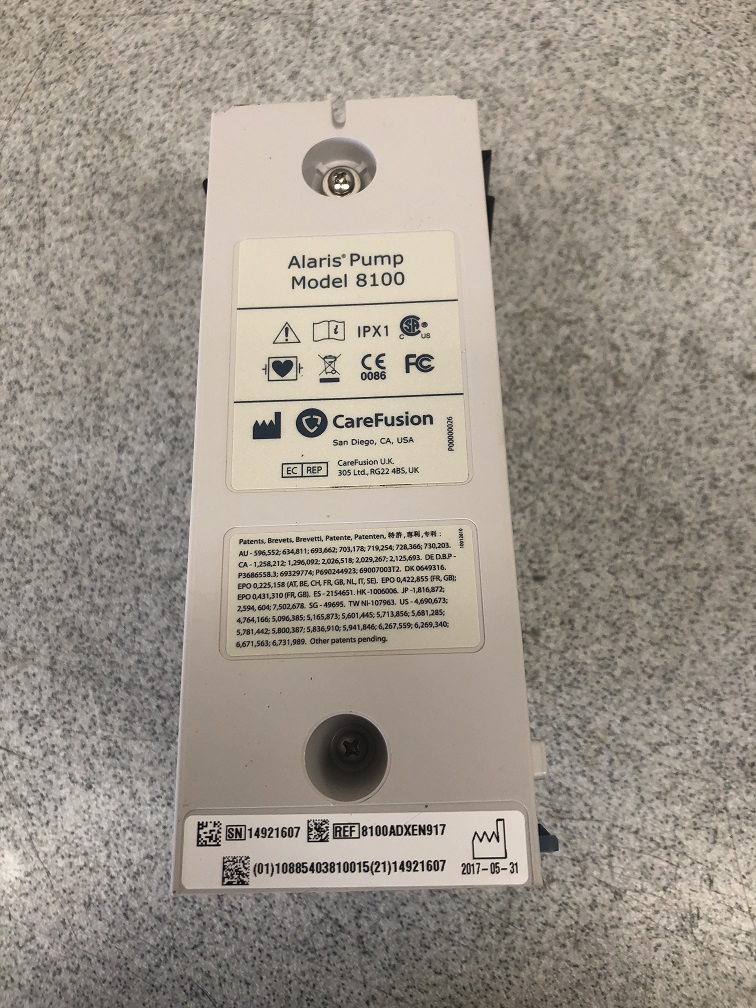 Alaris® Pump
Model 8100
IPX1 C US ®
CE 0086 FC
CareFusion
San Diego, CA, USA
P00000026
EC REP CareFusion U.K.
305 Ltd., RG22 4BS, UK
Patents, Brevets, Brevetti, Patente, Patenten, 特許, 專利, 专利 :
AU - 596,552; 634,811; 693,662; 703,178; 719,254; 728,366; 730,203.
CA - 1,258,212; 1,296,092; 2,026,518; 2,029,267; 2,125,693. DE D.B.P -
P3686558.3; 69329774; P690244923; 69007003T2. DK 0649316.
EPO 0,225,158 (AT, BE, CH, FR, GB, NL, IT, SE). EPO 0,422,855 (FR, GB);
EPO 0,431,310 (FR, GB). ES - 2154651. HK -1006006. JP -1,816,872;
2,594, 604; 7,502,678. SG - 49695. TW NI-107963. US - 4,690,673;
4,764,166; 5,096,385; 5,165,873; 5,601,445; 5,713,856; 5,681,285;
5,781,442; 5,800,387; 5,836,910; 5,941,846; 6,267,559; 6,269,340;
6,671,563; 6,731,989. Other patents pending.
SN 14921607 REF 8100ADXEN917
(01)10885403810015(21)14921607 2017-05-31